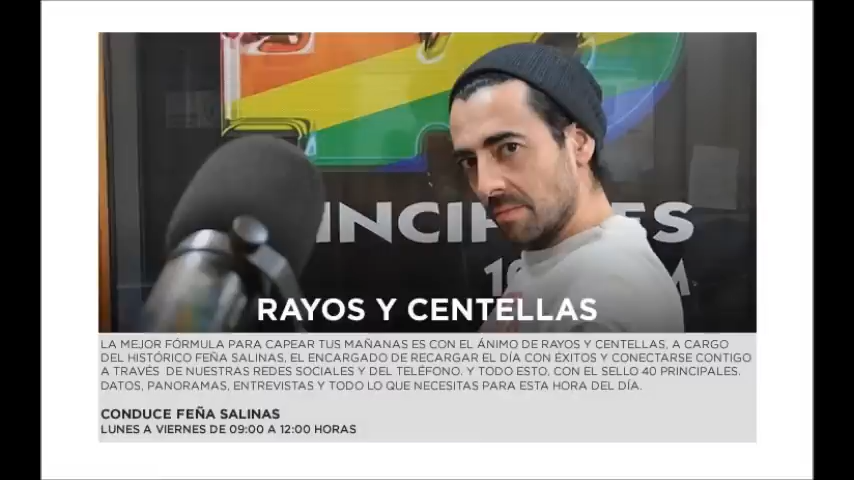 INCIP ES
10 M
RAYOS Y CENTELLAS
LA MEJOR FÓRMULA PARA CAPEAR TUS MAÑANAS ES CON EL ÁNIMO DE RAYOS Y CENTELLAS, A CARGO
DEL HISTÓRICO FEÑA SALINAS, EL ENCARGADO DE RECARGAR EL DÍA CON ÉXITOS Y CONECTARSE CONTIGO
A TRAVÉS DE NUESTRAS REDES SOCIALES Y DEL TELÉFONO. Y TODO ESTO, CON EL SELLO 40 PRINCIPALES.
DATOS, PANORAMAS, ENTREVISTAS Y TODO LO QUE NECESITAS PARA ESTA HORA DEL DÍA.
CONDUCE FEÑA SALINAS
LUNES A VIERNES DE 09:00 A 12:00 HORAS